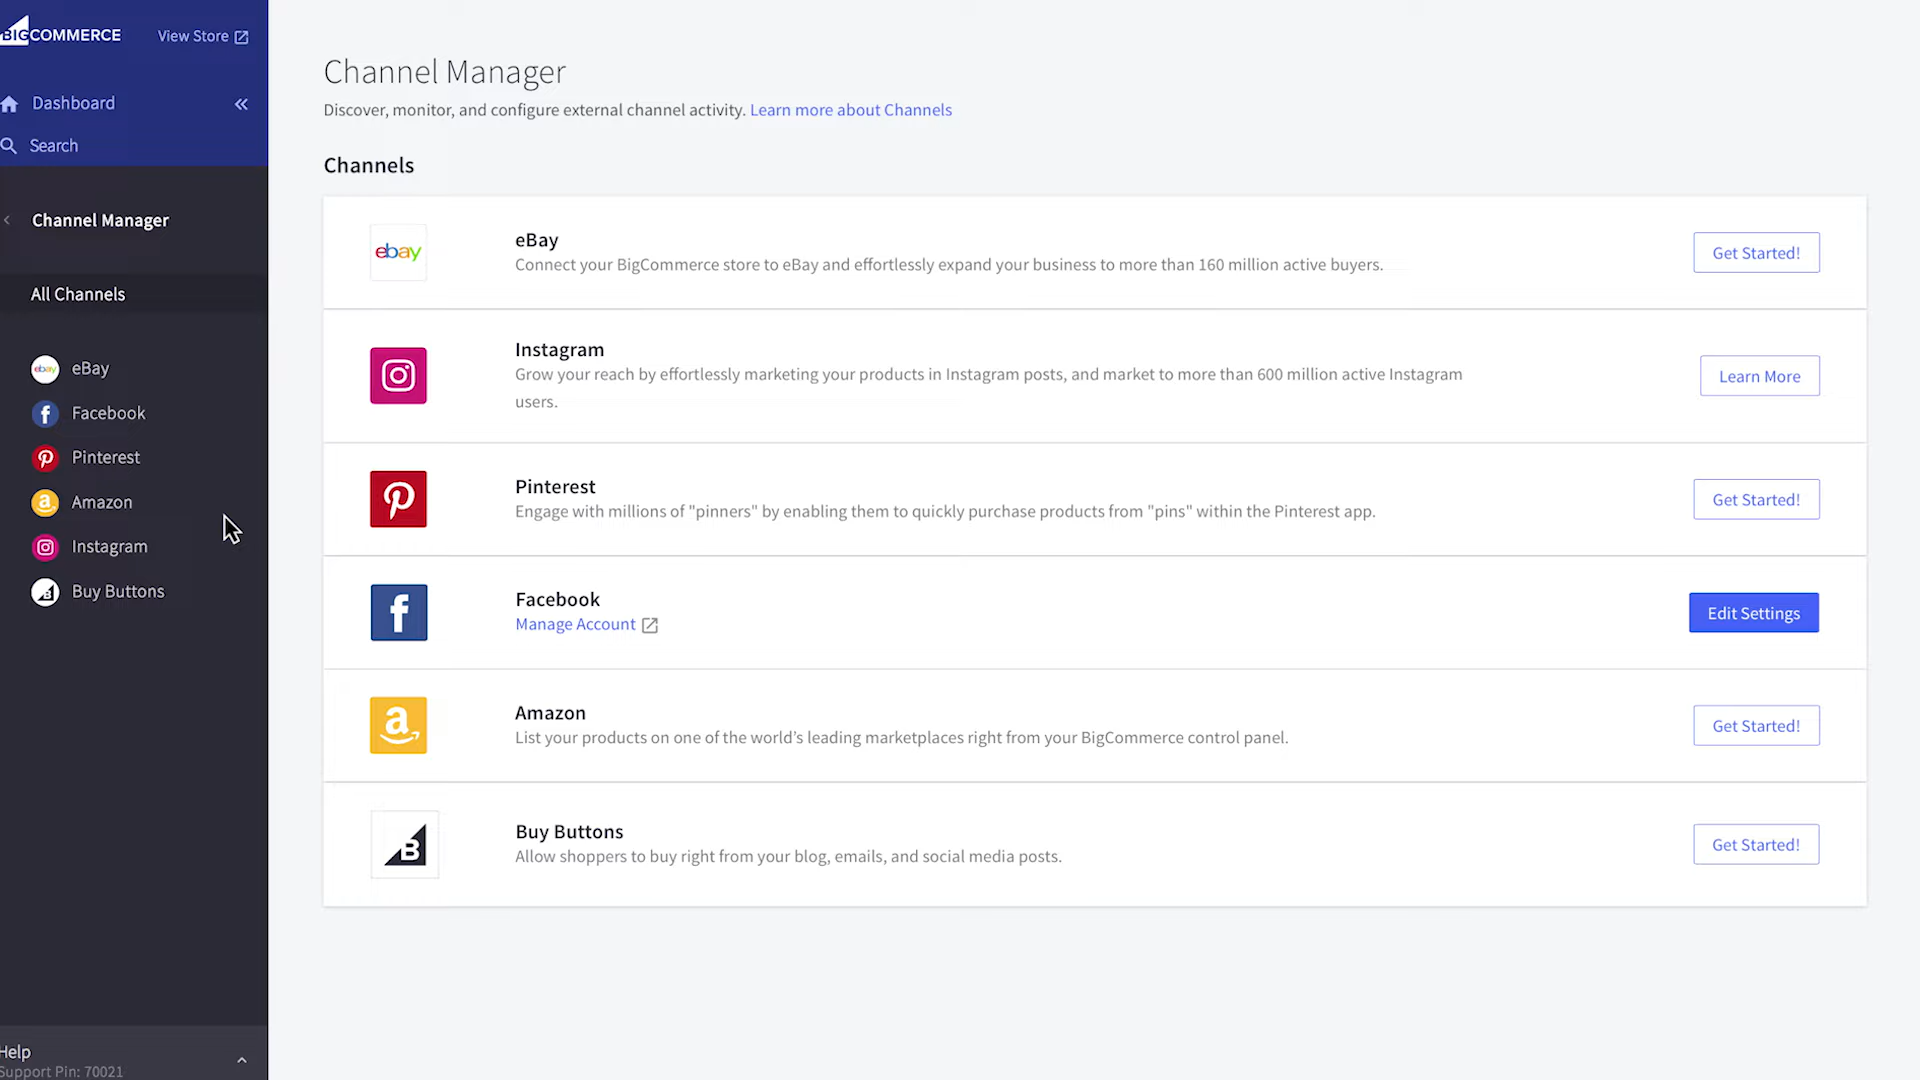 BIGCOMMERCE
View Store
Dashboard
Search
Channel Manager
All Channels
ebay eBay
Facebook
Pinterest
Amazon
Instagram
Buy Buttons
Help
Support Pin: 70021
Channel Manager
Discover, monitor, and configure external channel activity. Learn more about Channels
Channels
ebay
eBay
Connect your BigCommerce store to eBay and effortlessly expand your business to more than 160 million active buyers.
Get Started!
Instagram
Grow your reach by effortlessly marketing your products in Instagram posts, and market to more than 600 million active Instagram
users.
Learn More
Pinterest
Engage with millions of "pinners" by enabling them to quickly purchase products from "pins" within the Pinterest app.
Get Started!
Facebook
Manage Account
Edit Settings
Amazon
List your products on one of the world’s leading marketplaces right from your BigCommerce control panel.
Get Started!
B
Buy Buttons
Allow shoppers to buy right from your blog, emails, and social media posts.
Get Started!